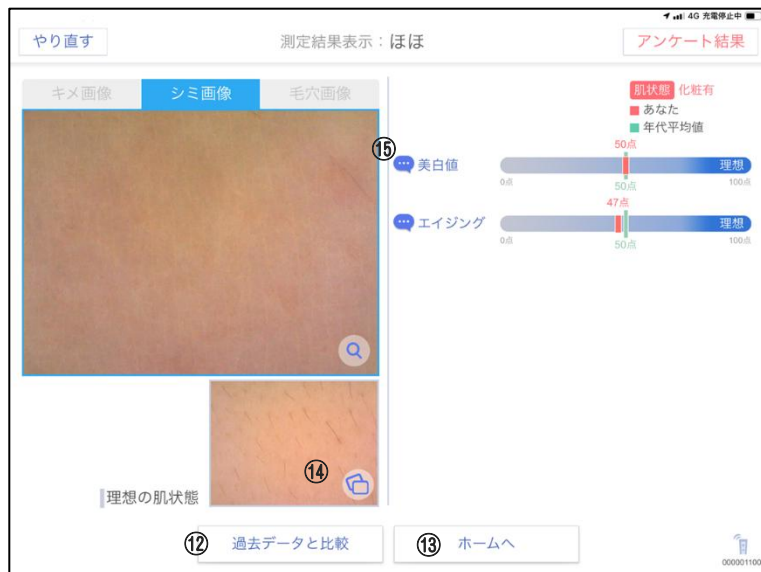 4G 充電停止中
やり直す
測定結果表示：ほほ
アンケート結果
キメ画像 シミ画像 毛穴画像
肌状態 化粧有
あなた
年代平均値
⑮
50点
美白値
理想
0点 50点 100点
47点
エイジング
理想
0点 50点 100点
⑭
理想の肌状態
⑫ 過去データと比較
⑬ ホームへ
000001100